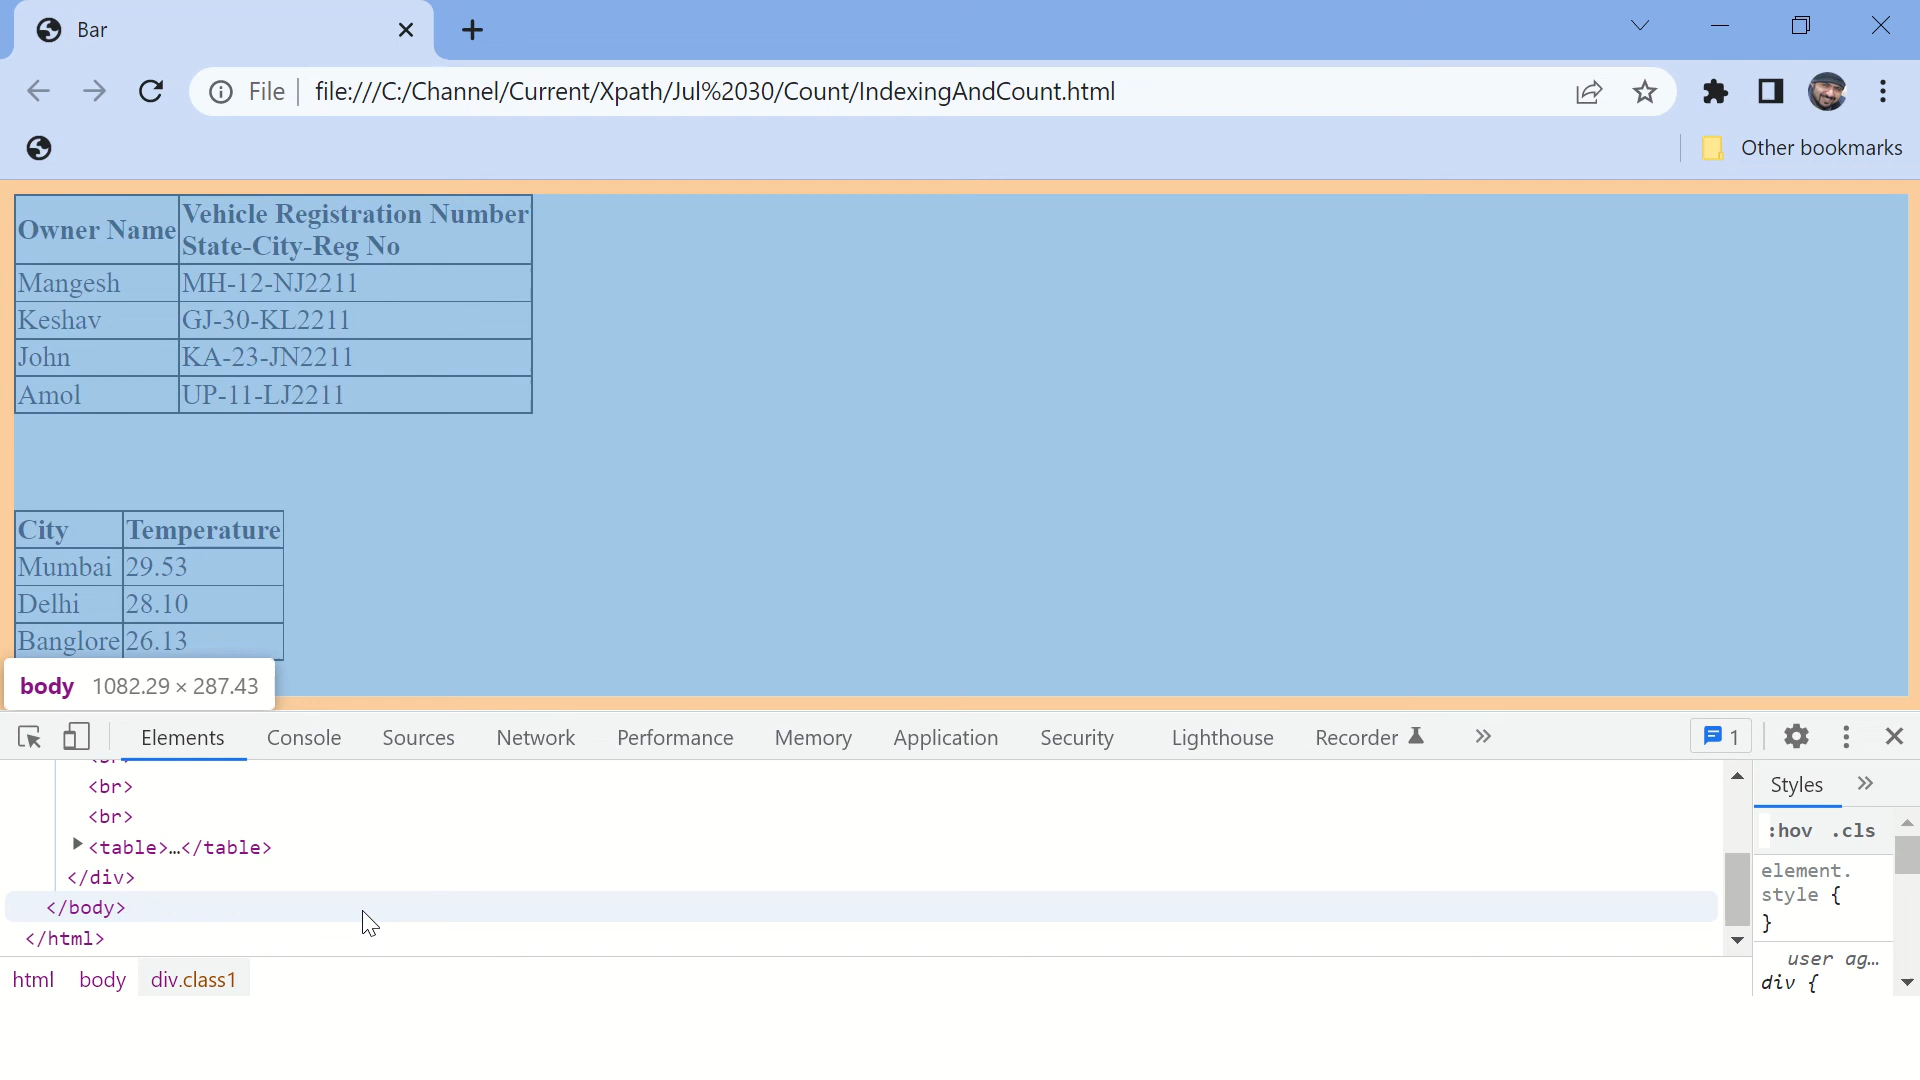 Bar
File
file:///C:/Channel/Current/Xpath/Jul%2030/Count/IndexingAndCount.html
Other bookmarks
Owner Name Vehicle Registration Number
State-City-Reg No
Mangesh MH-12-NJ2211
Keshav GJ-30-KL2211
John KA-23-JN2211
Amol UP-11-LJ2211
City Temperature
Mumbai 29.53
Delhi 28.10
Banglore 26.13
body 1082.29 × 287.43
Elements Console Sources Network Performance Memory Application Security Lighthouse Recorder 1
<br>
<br>
<table>…</table>
</div>
</body>
</html>
html body div.class1
Styles
:hov .cls
element.
style {
}
user ag…
div {